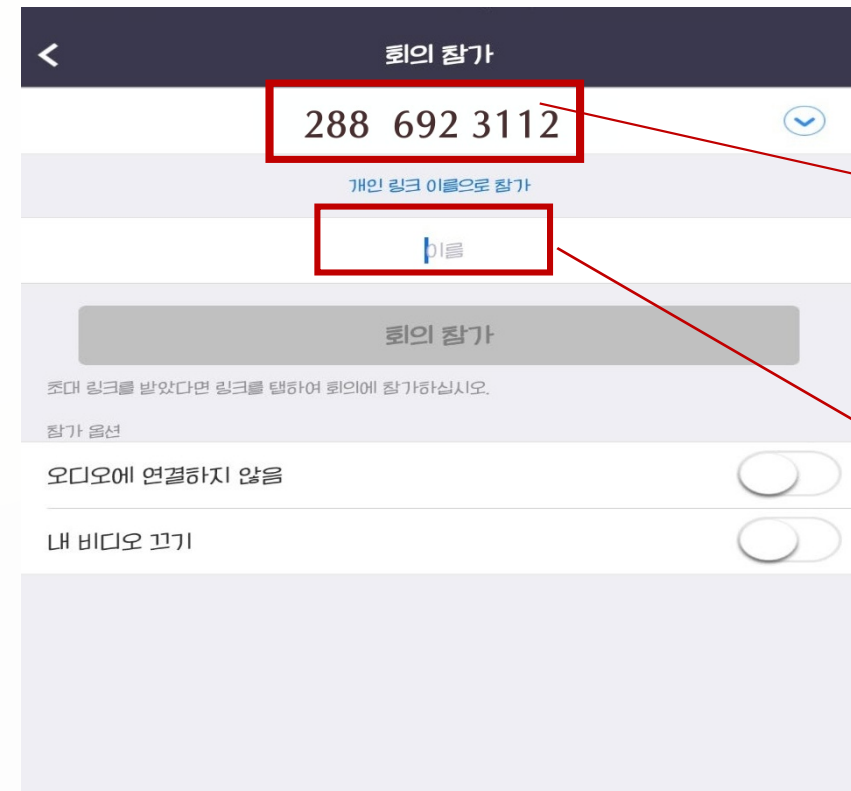 회의 참가
288 692 3112
개인 링크 이름으로 참가
이름
회의 참가
초대 링크를 받았다면 링크를 탭하여 회의에 참가하십시오.
참가 옵션
오디오에 연결하지 않음
내 비디오 끄기